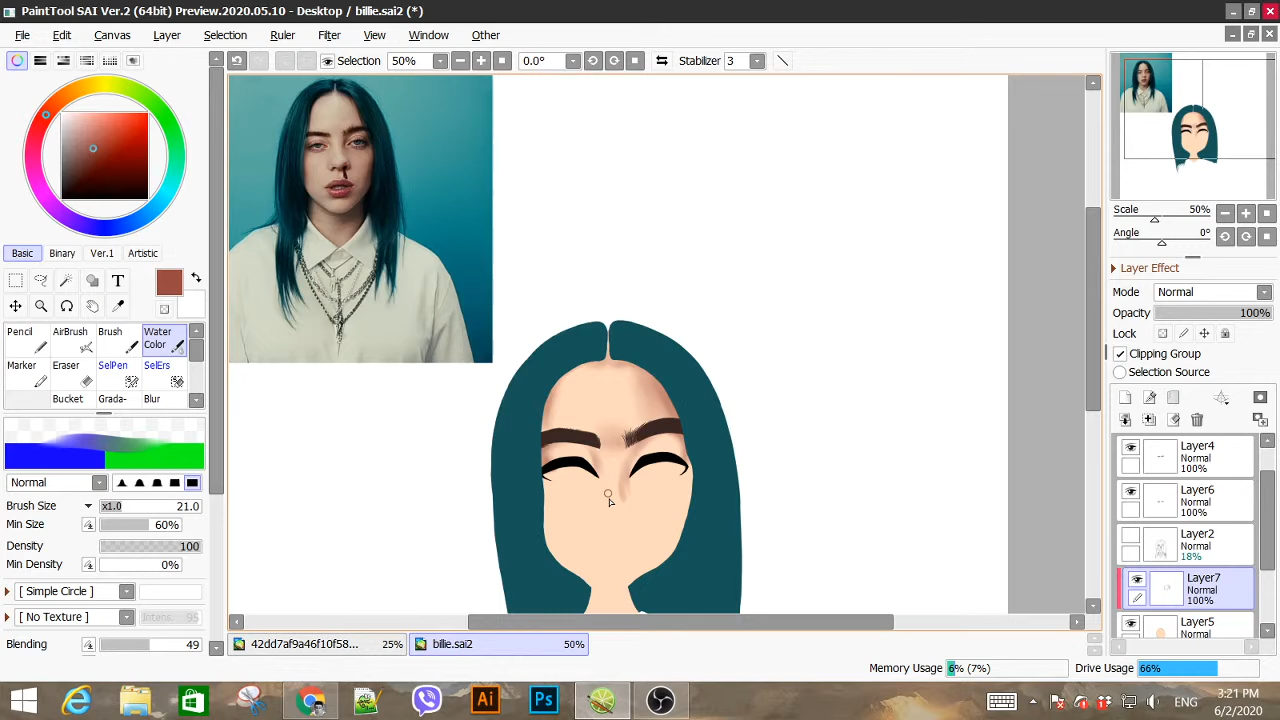 PaintTool SAI Ver.2 (64bit) Preview.2020.05.10 - Desktop / billie.sai2 (*)
File Edit Canvas Layer Selection Ruler Filter View Window Other
Selection 50% 0.0° Stabilizer 3
Scale 50%
Angle 0°
Basic Binary Ver.1 Artistic
Layer Effect
Mode Normal
Opacity 100%
Lock
Clipping Group
Selection Source
T
Pencil AirBrush Brush Water Color
Marker Eraser SelPen SelErs
Bucket Grada- Blur
Normal
Brush Size x1.0 21.0
Min Size 60%
Density 100
Min Density 0%
[ Simple Circle ]
[ No Texture ] Intens. 95
Blending 49
Layer4
Normal
100%
Layer6
Normal
100%
Layer2
Normal
18%
Layer7
Normal
100%
Layer5
Normal
42dd7af9a46f10f58... 25% billie.sai2 50%
Memory Usage 6% (7%) Drive Usage 66%
Ai Ps ENG
3:21 PM
6/2/2020